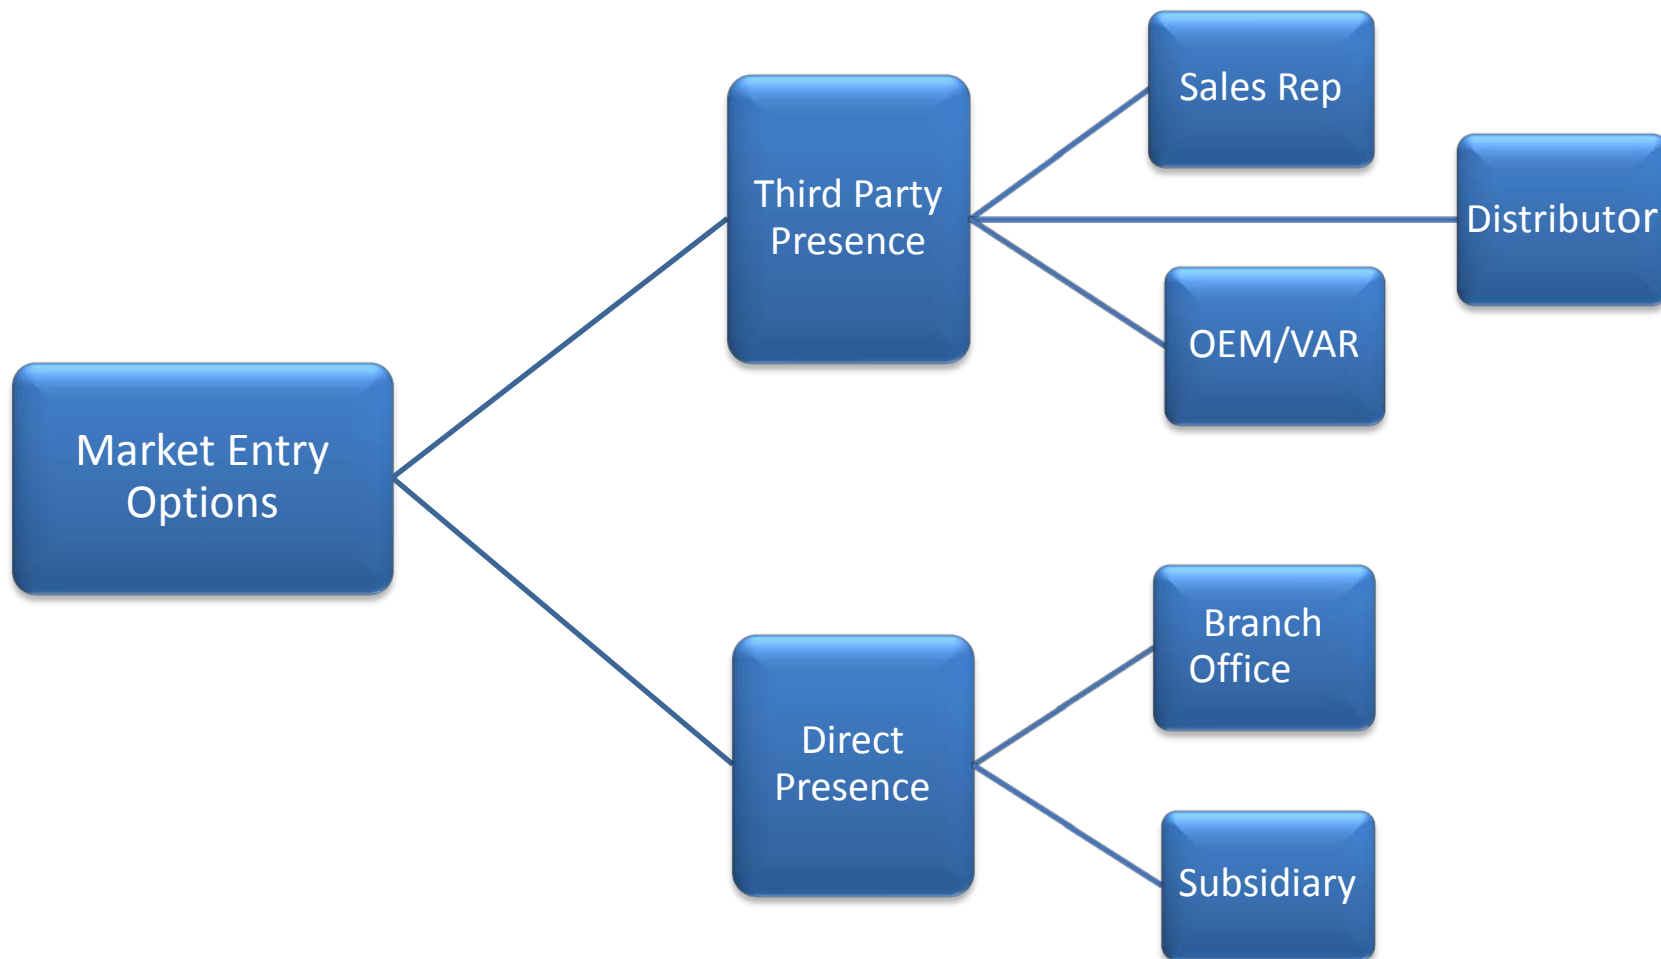 Market Entry
Options
Third Party
Presence
Sales Rep
Distributor
OEM/VAR
Direct
Presence
Branch
Office
Subsidiary